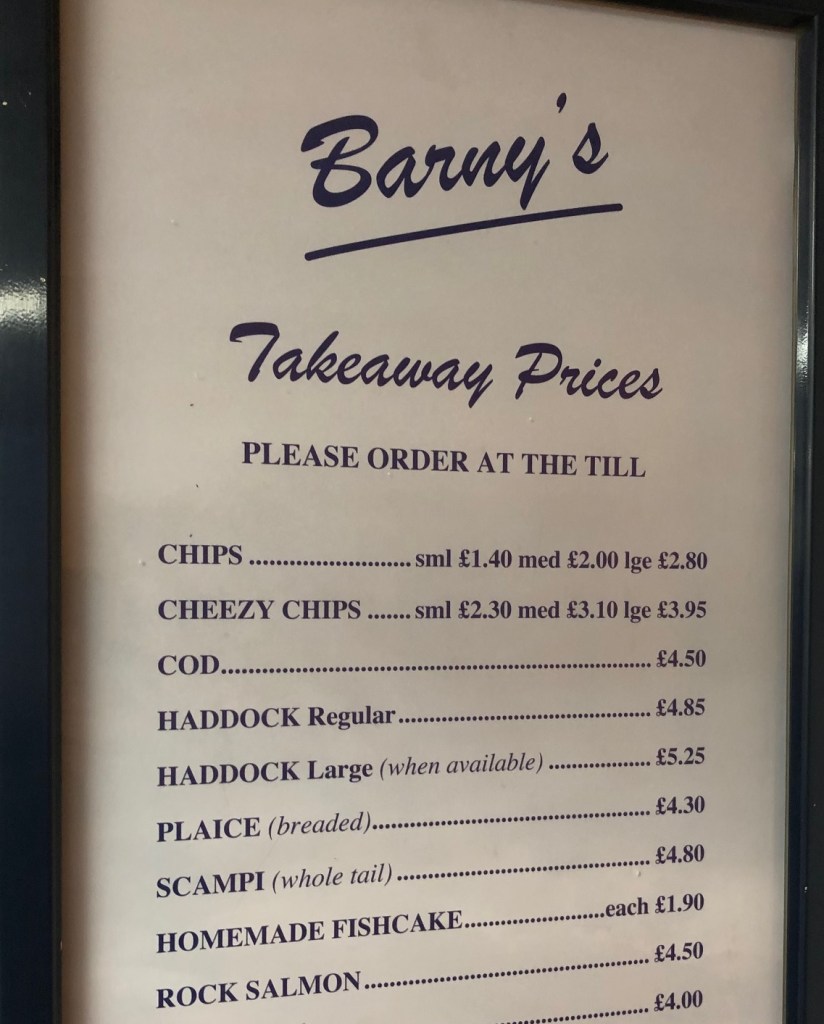 Barny's
Takeaway Prices
PLEASE ORDER AT THE TILL
CHIPS .......................... sml £1.40 med £2.00 lge £2.80
CHEEZY CHIPS ....... sml £2.30 med £3.10 lge £3.95
COD..................................................................... £4.50
HADDOCK Regular......................................... £4.85
HADDOCK Large (when available) ................. £5.25
PLAICE (breaded)............................................. £4.30
SCAMPI (whole tail) ......................................... £4.80
HOMEMADE FISHCAKE.......................each £1.90
ROCK SALMON.............................................. £4.50
£4.00